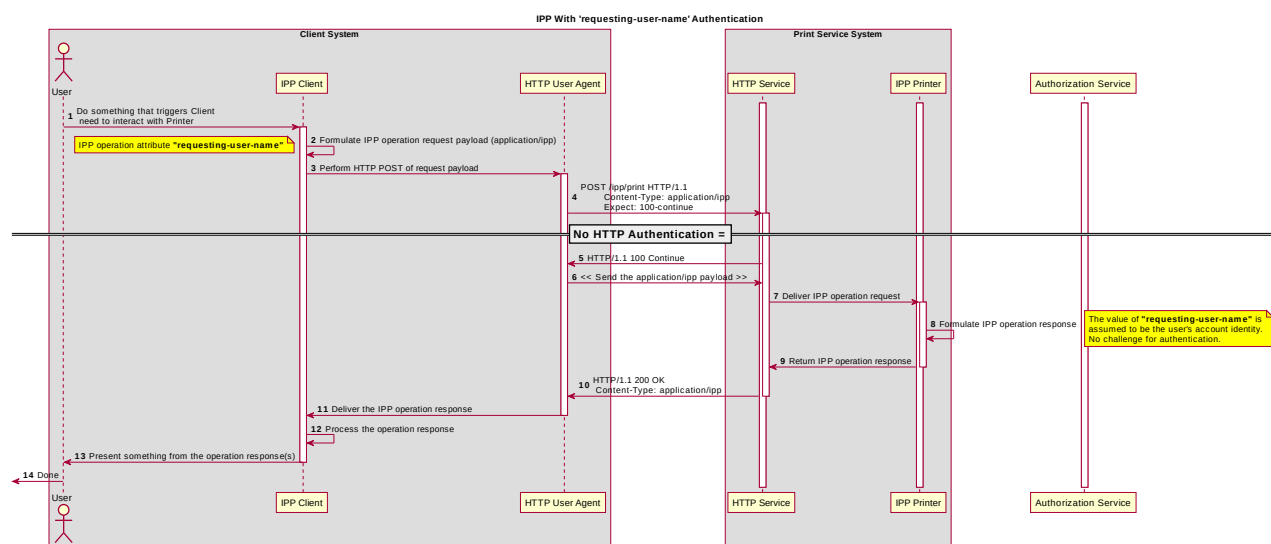 IPP With 'requesting-user-name' Authentication
Client System
Print Service System
User
IPP Client
HTTP User Agent
HTTP Service
IPP Printer
Authorization Service
1 Do something that triggers Client
need to interact with Printer
IPP operation attribute "requesting-user-name"
2 Formulate IPP operation request payload (application/ipp)
3 Perform HTTP POST of request payload
4 POST /ipp/print HTTP/1.1
Content-Type: application/ipp
Expect: 100-continue
No HTTP Authentication =
5 HTTP/1.1 100 Continue
6 << Send the application/ipp payload >>
7 Deliver IPP operation request
8 Formulate IPP operation response
The value of "requesting-user-name" is
assumed to be the user's account identity.
No challenge for authentication.
9 Return IPP operation response
10 HTTP/1.1 200 OK
Content-Type: application/ipp
11 Deliver the IPP operation response
12 Process the operation response
13 Present something from the operation response(s)
14 Done
User
IPP Client
HTTP User Agent
HTTP Service
IPP Printer
Authorization Service